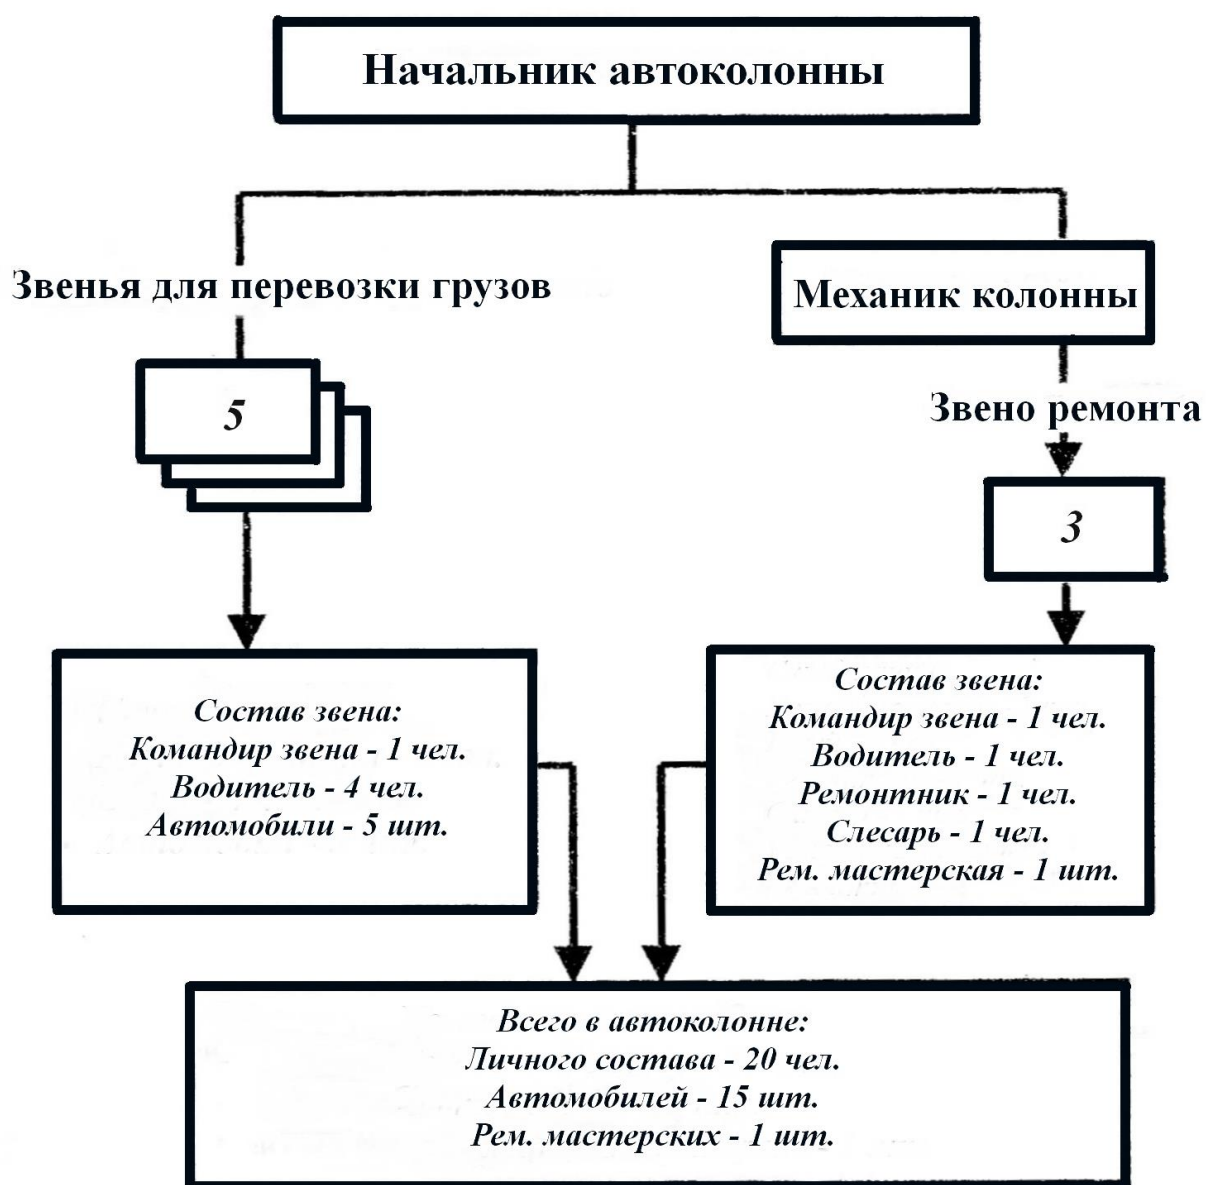 Начальник автоколонны
Звенья для перевозки грузов
5
Механик колонны
Звено ремонта
3
Состав звена:
Командир звена - 1 чел.
Водитель - 4 чел.
Автомобили - 5 шт.
Состав звена:
Командир звена - 1 чел.
Водитель - 1 чел.
Ремонтник - 1 чел.
Слесарь - 1 чел.
Рем. мастерская - 1 шт.
Всего в автоколонне:
Личного состава - 20 чел.
Автомобилей - 15 шт.
Рем. мастерских - 1 шт.